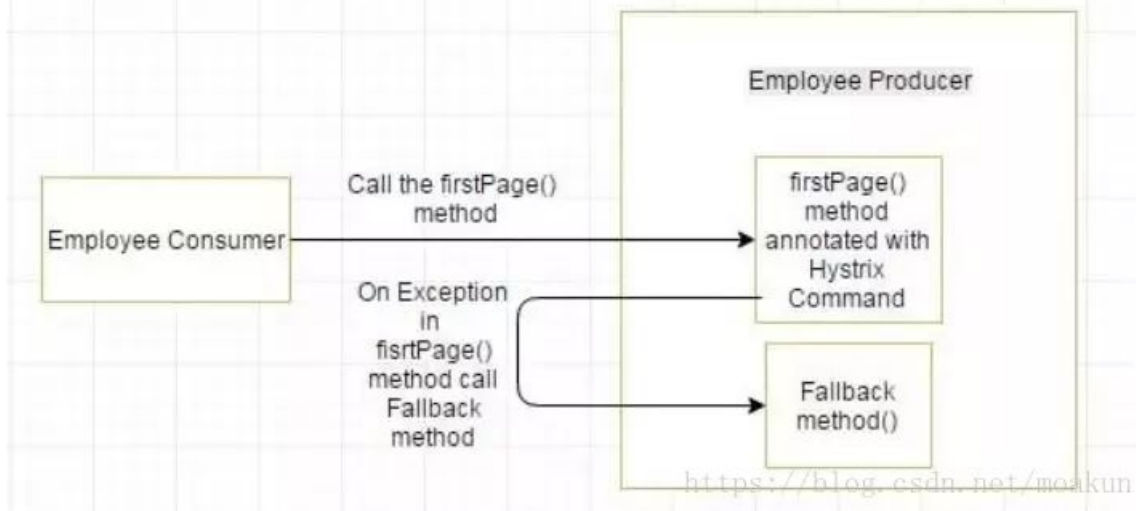 Employee Producer
Call the firstPage()
method
firstPage()
method
annotated with
Hystrix
Command
Employee Consumer
On Exception
in
fisrtPage()
method call
Fallback
method
Fallback
method()
https://blog.csdn.net/moakun